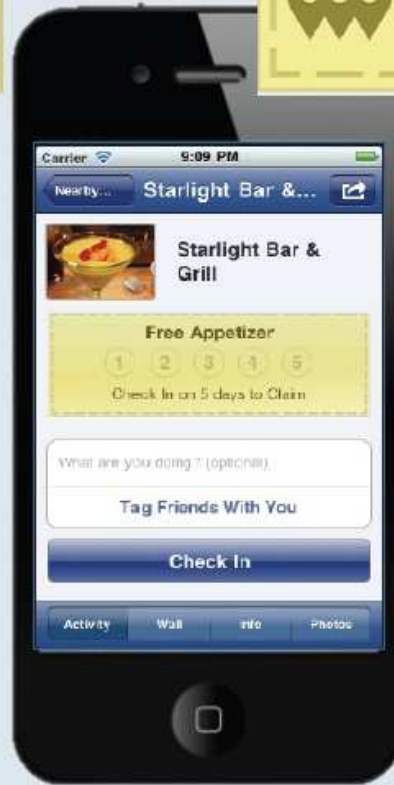 Carrier 9:09 PM
Nearby... Starlight Bar &...
Starlight Bar &
Grill
Free Appetizer
1 2 3 4 5
Check In on 5 days to Claim
What are you doing? (optional)
Tag Friends With You
Check In
Activity Wall Info Photos